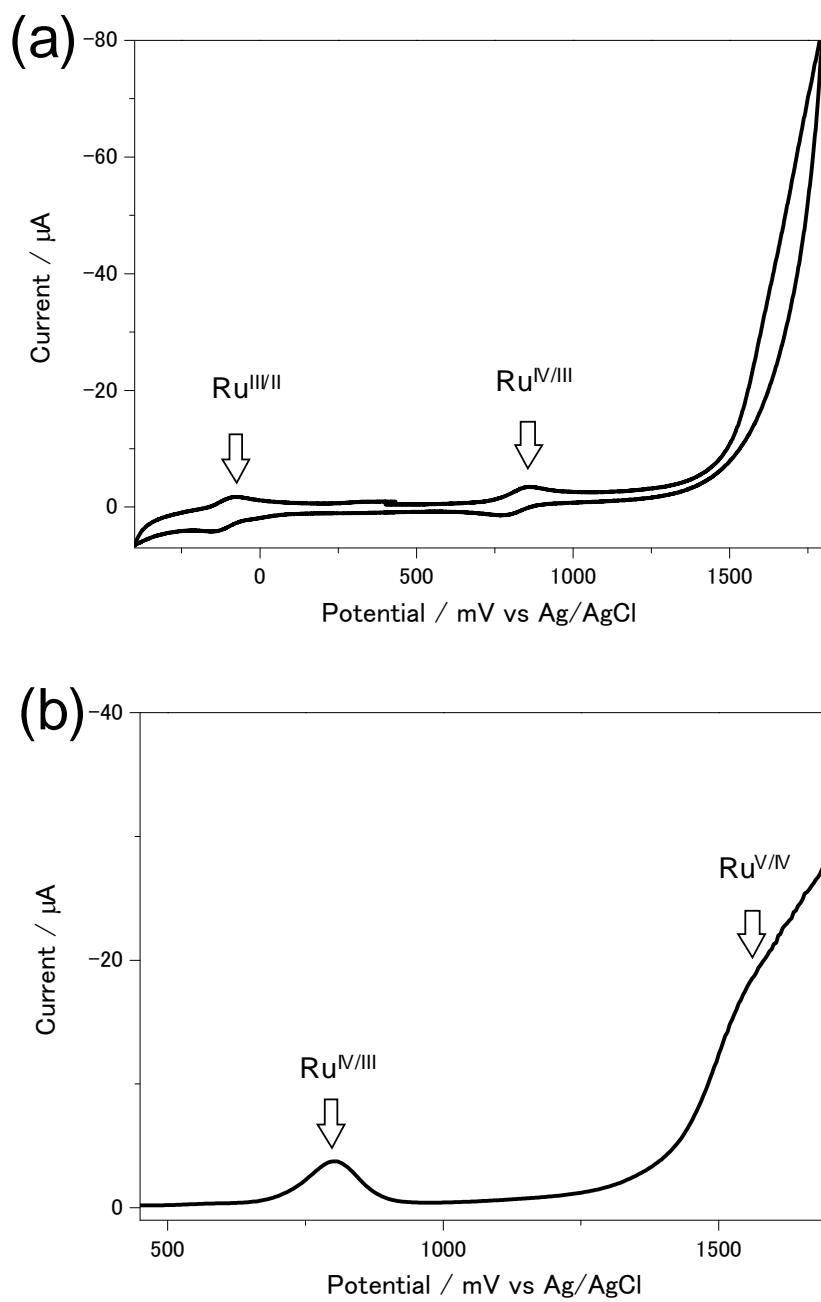 (a)
-80
-60
-40
-20
0
Current / μA
Ru^III/II
Ru^IV/III
0
500
1000
1500
Potential / mV vs Ag/AgCl
(b)
-40
-20
0
Current / μA
Ru^IV/III
Ru^V/IV
500
1000
1500
Potential / mV vs Ag/AgCl